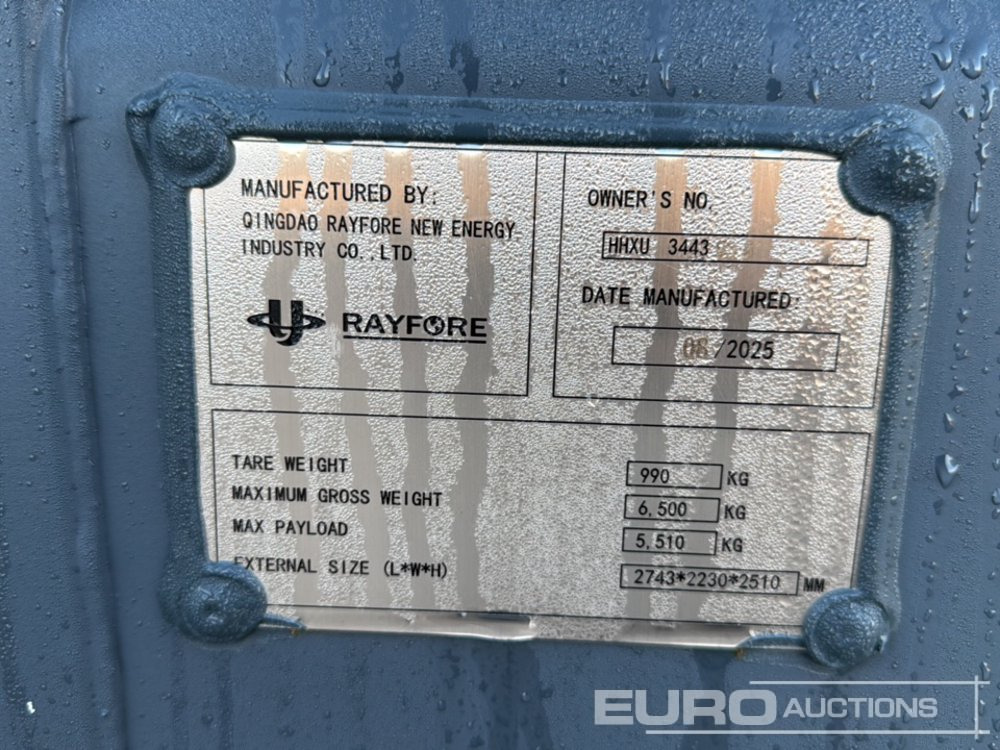 MANUFACTURED BY:
QINGDAO RAYFORE NEW ENERGY
INDUSTRY CO.,LTD.
RAYFORE
OWNER'S NO.
HHXU 3443
DATE MANUFACTURED:
08/2025
TARE WEIGHT 990 KG
MAXIMUM GROSS WEIGHT 6,500 KG
MAX PAYLOAD 5,510 KG
EXTERNAL SIZE (L*W*H) 2743*2230*2510 MM
EURO AUCTIONS